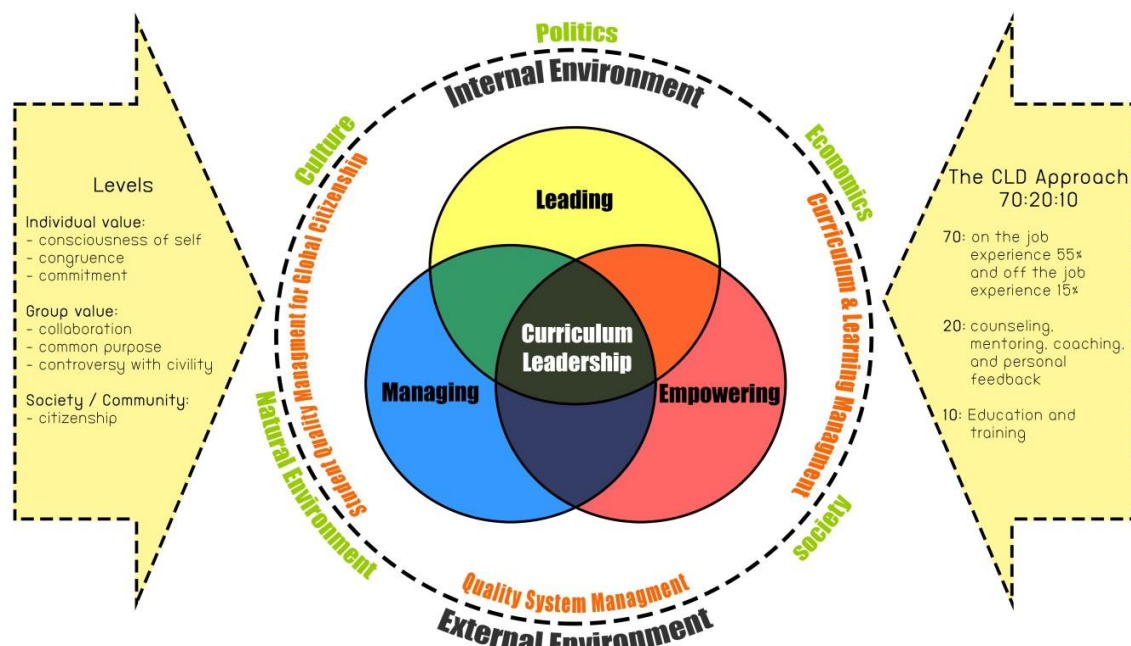 Politics
Internal Environment
Culture
Economics
Student Quality Managment for Global Citizenship
Curriculum & Learning Managment
Natural Environment
society
Quality System Managment
External Environment
Leading
Curriculum
Leadership
Managing
Empowering
Levels
Individual value:
- consciousness of self
- congruence
- commitment
Group value:
- collaboration
- common purpose
- controversy with civility
Society / Community:
- citizenship
The CLD Approach
70:20:10
70: on the job
experience 55%
and off the job
experience 15%
20: counseling,
mentoring, coaching,
and personal
feedback
10: Education and
training